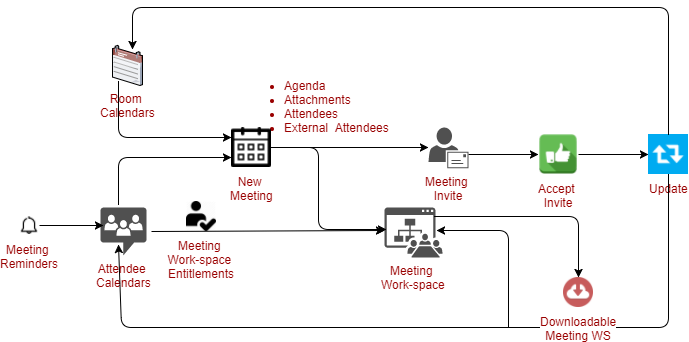 Agenda
Attachments
Attendees
External Attendees
Room
Calendars
New
Meeting
Meeting
Invite
Accept
Invite
Update
Meeting
Reminders
Attendee
Calendars
Meeting
Work-space
Entitlements
Meeting
Work-space
Downloadable
Meeting WS